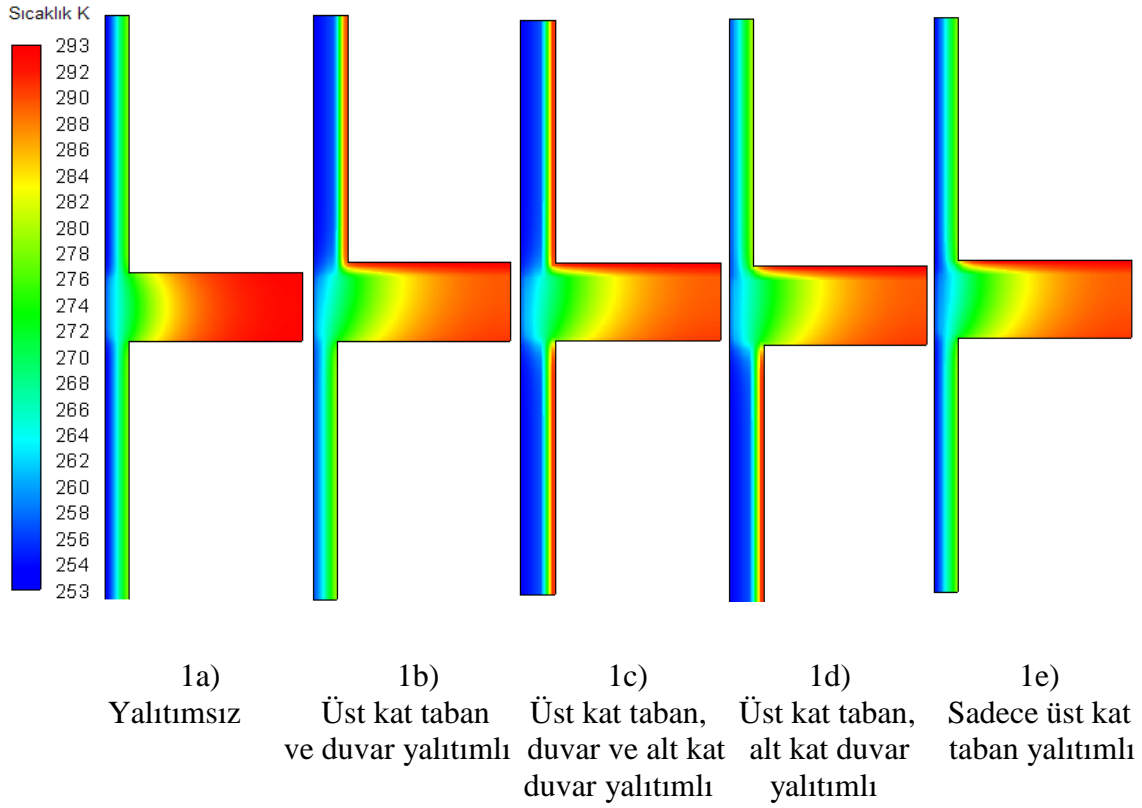 Sıcaklık K
293
292
290
288
286
284
282
280
278
276
274
272
270
268
266
264
262
260
258
256
254
253
1a)
Yalıtımsız
1b)
Üst kat taban
ve duvar yalıtımlı
1c)
Üst kat taban,
duvar ve alt kat
duvar yalıtımlı
1d)
Üst kat taban,
alt kat duvar
yalıtımlı
1e)
Sadece üst kat
taban yalıtımlı